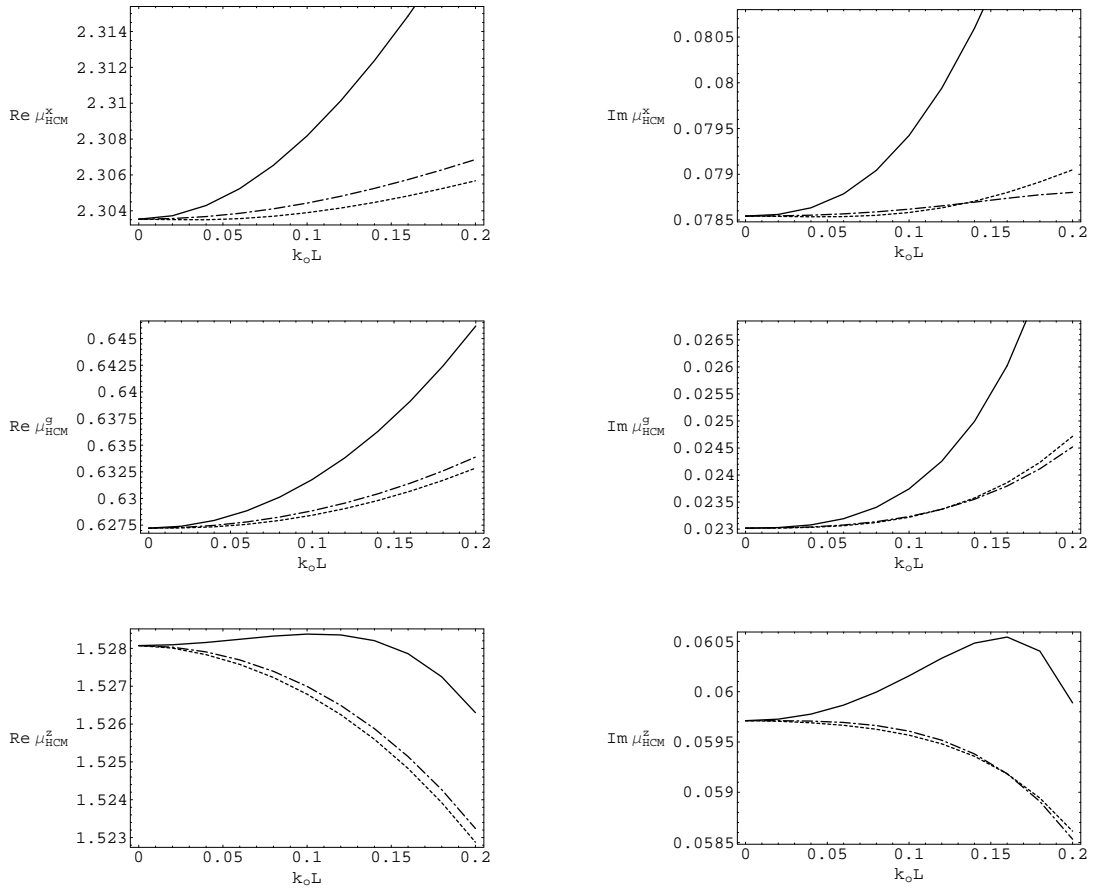 2.314
2.312
2.31
2.308
2.306
2.304
Re μ^x_HCM
0 0.05 0.1 0.15 0.2
k_oL
0.0805
0.08
0.0795
0.079
0.0785
Im μ^x_HCM
0 0.05 0.1 0.15 0.2
k_oL
0.645
0.6425
0.64
0.6375
0.635
0.6325
0.63
0.6275
Re μ^g_HCM
0 0.05 0.1 0.15 0.2
k_oL
0.0265
0.026
0.0255
0.025
0.0245
0.024
0.0235
0.023
Im μ^g_HCM
0 0.05 0.1 0.15 0.2
k_oL
1.528
1.527
1.526
1.525
1.524
1.523
Re μ^z_HCM
0 0.05 0.1 0.15 0.2
k_oL
0.0605
0.06
0.0595
0.059
0.0585
Im μ^z_HCM
0 0.05 0.1 0.15 0.2
k_oL